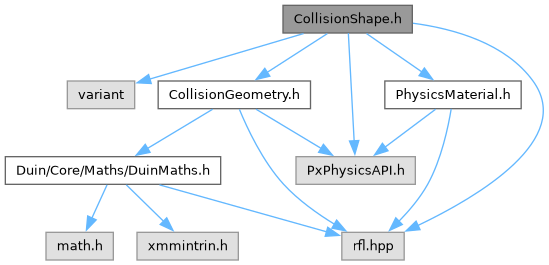 CollisionShape.h
variant
CollisionGeometry.h
PhysicsMaterial.h
Duin/Core/Maths/DuinMaths.h
PxPhysicsAPI.h
math.h
xmmintrin.h
rfl.hpp